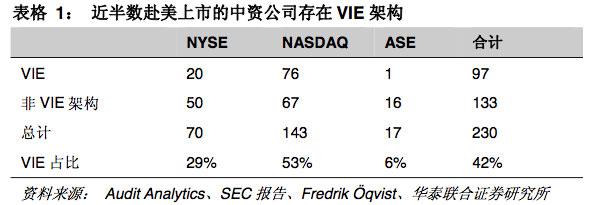 表格 1： 近半数赴美上市的中资公司存在 VIE 架构
NYSE NASDAQ ASE 合计
VIE 20 76 1 97
非 VIE 架构 50 67 16 133
总计 70 143 17 230
VIE 占比 29% 53% 6% 42%
资料来源： Audit Analytics、SEC 报告、Fredrik Öqvist、华泰联合证券研究所